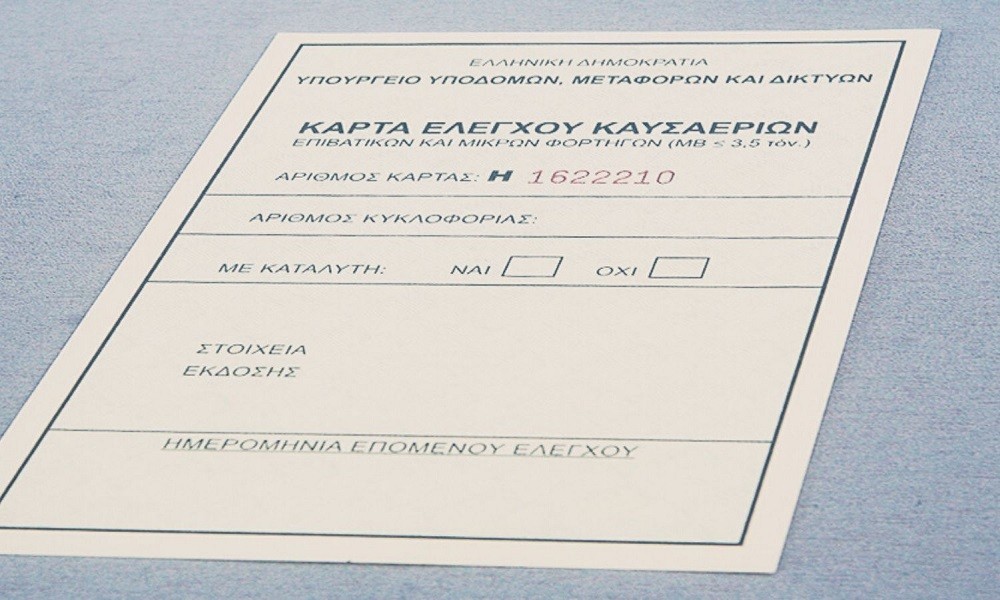 ΕΛΛΗΝΙΚΗ ΔΗΜΟΚΡΑΤΙΑ
ΥΠΟΥΡΓΕΙΟ ΥΠΟΔΟΜΩΝ, ΜΕΤΑΦΟΡΩΝ ΚΑΙ ΔΙΚΤΥΩΝ
ΚΑΡΤΑ ΕΛΕΓΧΟΥ ΚΑΥΣΑΕΡΙΩΝ
ΕΠΙΒΑΤΙΚΩΝ ΚΑΙ ΜΙΚΡΩΝ ΦΟΡΤΗΓΩΝ (ΜΒ ≤ 3,5 τόν.)
ΑΡΙΘΜΟΣ ΚΑΡΤΑΣ: Η 1622210
ΑΡΙΘΜΟΣ ΚΥΚΛΟΦΟΡΙΑΣ:
ΜΕ ΚΑΤΑΛΥΤΗ: ΝΑΙ ΟΧΙ
ΣΤΟΙΧΕΙΑ
ΕΚΔΟΣΗΣ
ΗΜΕΡΟΜΗΝΙΑ ΕΠΟΜΕΝΟΥ ΕΛΕΓΧΟΥ